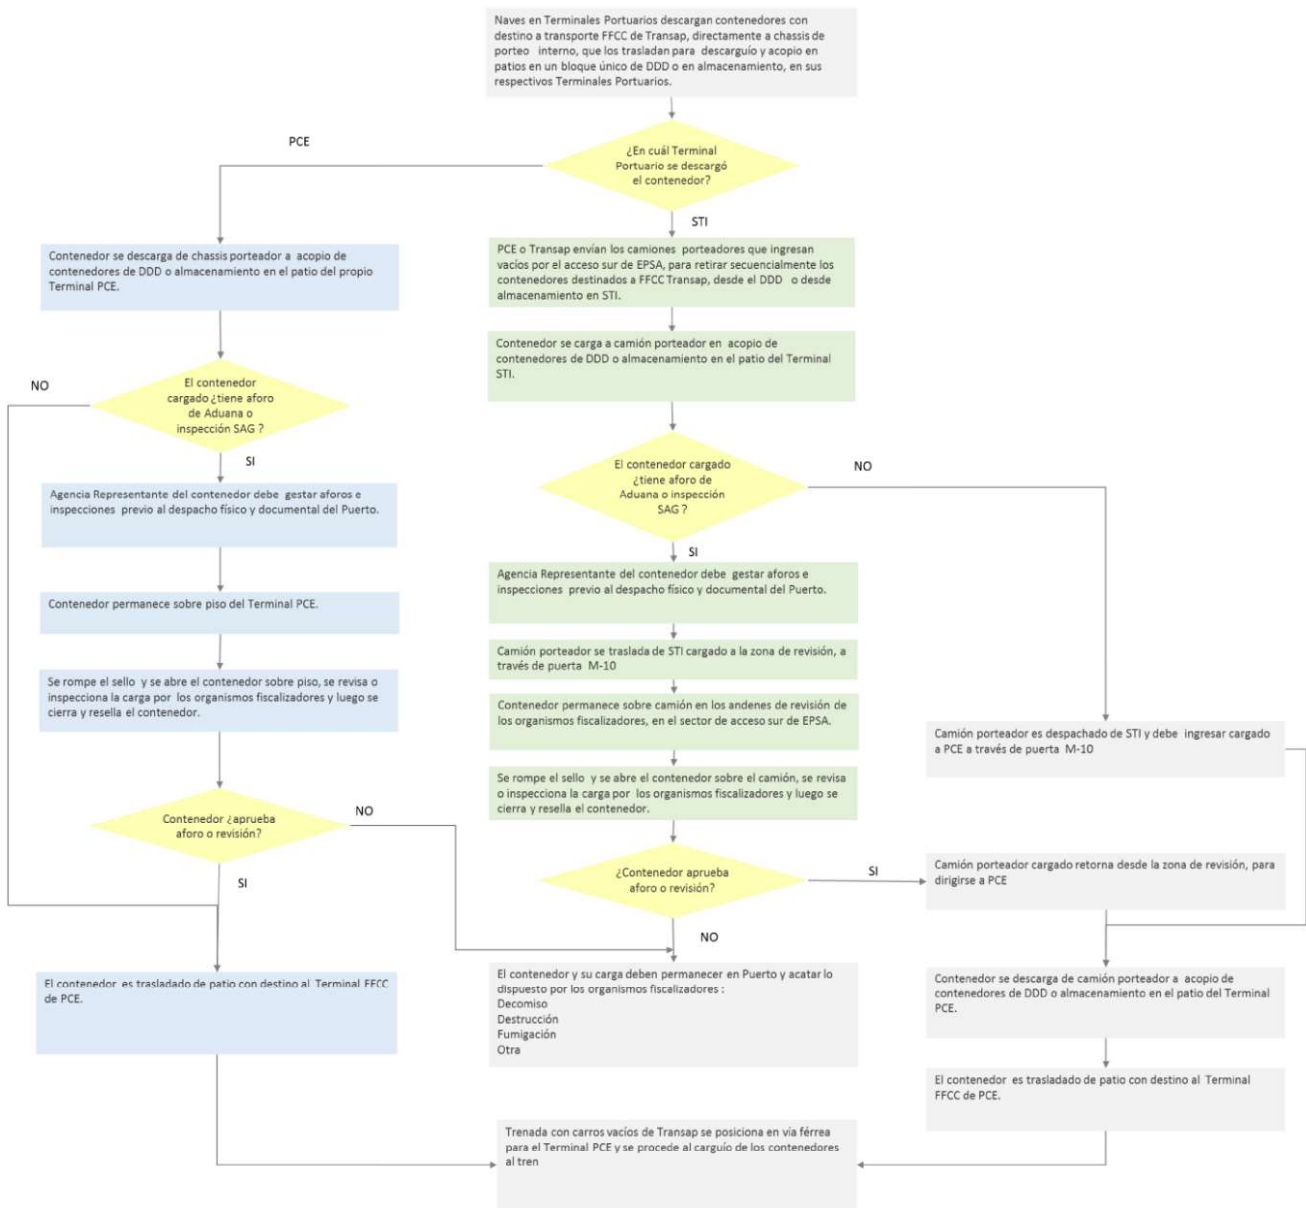 Naves en Terminales Portuarios descargan contenedores con
destino a transporte FFCC de Transap, directamente a chassis de
porteo interno, que los trasladan para descarguío y acopio en
patios en un bloque único de DDD o en almacenamiento, en sus
respectivos Terminales Portuarios.
PCE
¿En cuál Terminal
Portuario se descargó
el contenedor?
STI
Contenedor se descarga de chassis porteador a acopio de
contenedores de DDD o almacenamiento en el patio del propio
Terminal PCE.
PCE o Transap envían los camiones porteadores que ingresan
vacíos por el acceso sur de EPSA, para retirar secuencialmente los
contenedores destinados a FFCC Transap, desde el DDD o desde
almacenamiento en STI.
Contenedor se carga a camión porteador en acopio de
contenedores de DDD o almacenamiento en el patio del Terminal
STI.
NO
El contenedor
cargado ¿tiene aforo
de Aduana o
inspección SAG ?
SI
El contenedor cargado
¿tiene aforo de
Aduana o inspección
SAG ?
NO
SI
Agencia Representante del contenedor debe gestar aforos e
inspecciones previo al despacho físico y documental del Puerto.
Agencia Representante del contenedor debe gestar aforos e
inspecciones previo al despacho físico y documental del Puerto.
Contenedor permanece sobre piso del Terminal PCE.
Camión porteador se traslada de STI cargado a la zona de revisión, a
través de puerta M-10
Se rompe el sello y se abre el contenedor sobre piso, se revisa o
inspecciona la carga por los organismos fiscalizadores y luego se
cierra y resella el contenedor.
Contenedor permanece sobre camión en los andenes de revisión de
los organismos fiscalizadores, en el sector de acceso sur de EPSA.
Camión porteador es despachado de STI y debe ingresar cargado
a PCE a través de puerta M-10
Se rompe el sello y se abre el contenedor sobre el camión, se revisa
o inspecciona la carga por los organismos fiscalizadores y luego se
cierra y resella el contenedor.
Contenedor ¿aprueba
aforo o revisión?
NO
SI
¿Contenedor aprueba
aforo o revisión?
SI
NO
Camión porteador cargado retorna desde la zona de revisión, para
dirigirse a PCE
El contenedor es trasladado de patio con destino al Terminal FFCC
de PCE.
El contenedor y su carga deben permanecer en Puerto y acatar lo
dispuesto por los organismos fiscalizadores :
Decomiso
Destrucción
Fumigación
Otra
Contenedor se descarga de camión porteador a acopio de
contenedores de DDD o almacenamiento en el patio del Terminal
PCE.
El contenedor es trasladado de patio con destino al Terminal
FFCC de PCE.
Trenada con carros vacíos de Transap se posiciona en vía férrea
para el Terminal PCE y se procede al carguío de los contenedores
al tren